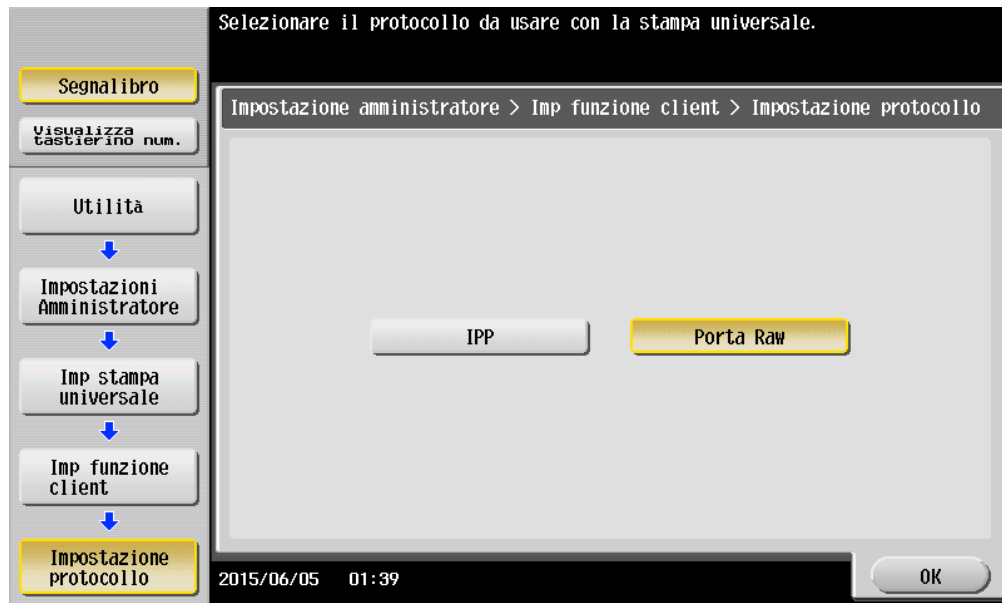 Selezionare il protocollo da usare con la stampa universale.
Segnalibro
Visualizza
tastierino num.
Utilità
Impostazioni
Amministratore
Imp stampa
universale
Imp funzione
client
Impostazione
protocollo
Impostazione amministratore > Imp funzione client > Impostazione protocollo
IPP
Porta Raw
2015/06/05 01:39
OK